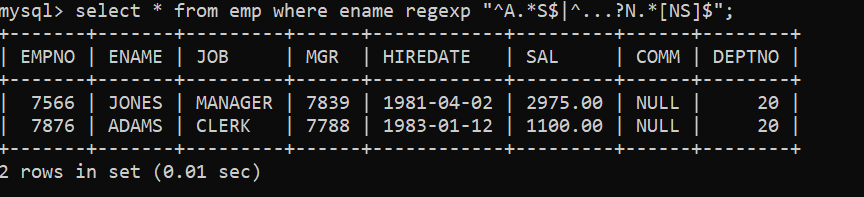 mysql> select * from emp where ename regexp "^A.*S$|^...?N.*[NS]$";
+-------+-------+---------+------+------------+---------+------+--------+
| EMPNO | ENAME | JOB     | MGR  | HIREDATE   | SAL     | COMM | DEPTNO |
+-------+-------+---------+------+------------+---------+------+--------+
|  7566 | JONES | MANAGER | 7839 | 1981-04-02 | 2975.00 | NULL |     20 |
|  7876 | ADAMS | CLERK   | 7788 | 1983-01-12 | 1100.00 | NULL |     20 |
+-------+-------+---------+------+------------+---------+------+--------+
2 rows in set (0.01 sec)